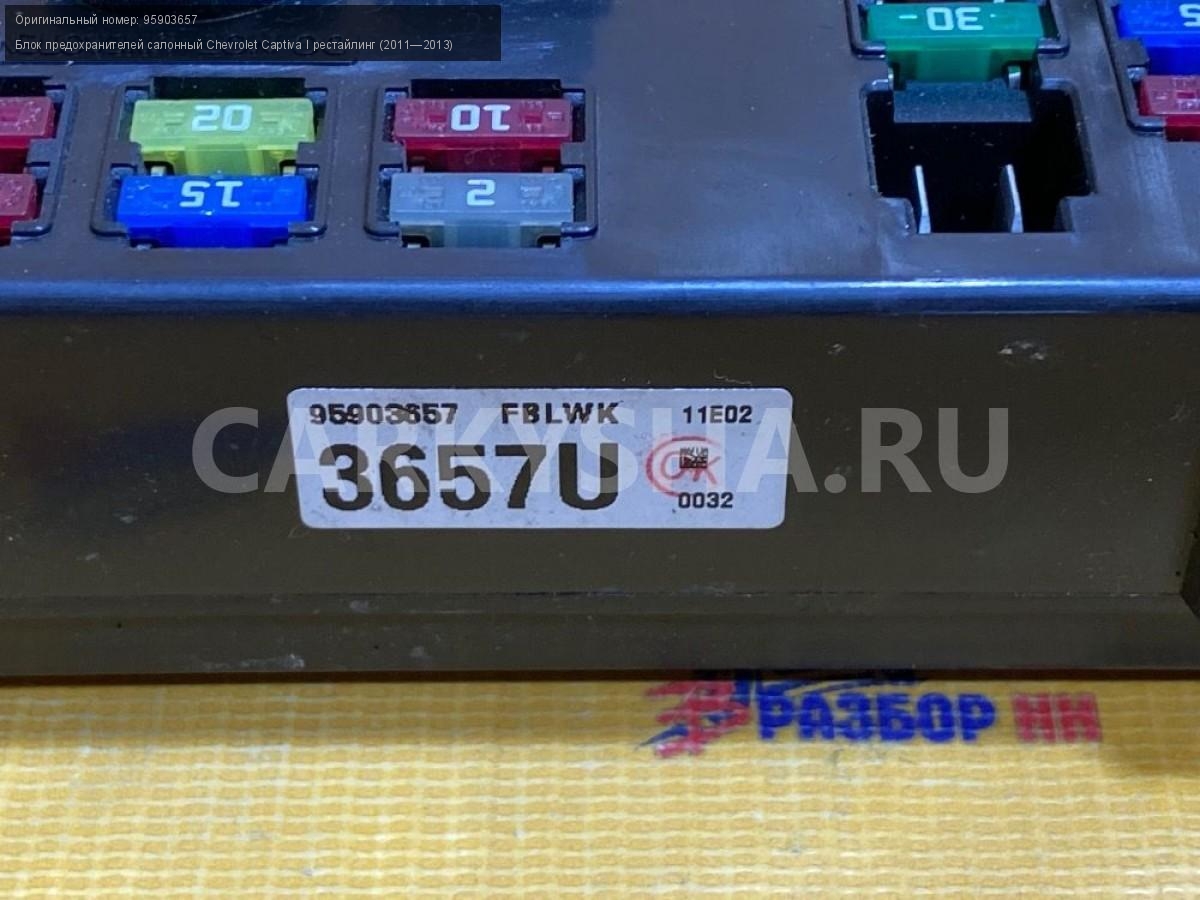 Оригинальный номер: 95903657
Блок предохранителей салонный Chevrolet Captiva I рестайлинг (2011—2013)
30
20
10
15
2
95903657 FBLWK 11E02
3657U
OK
0032
CARKYSHA.RU
РАЗБОР НН